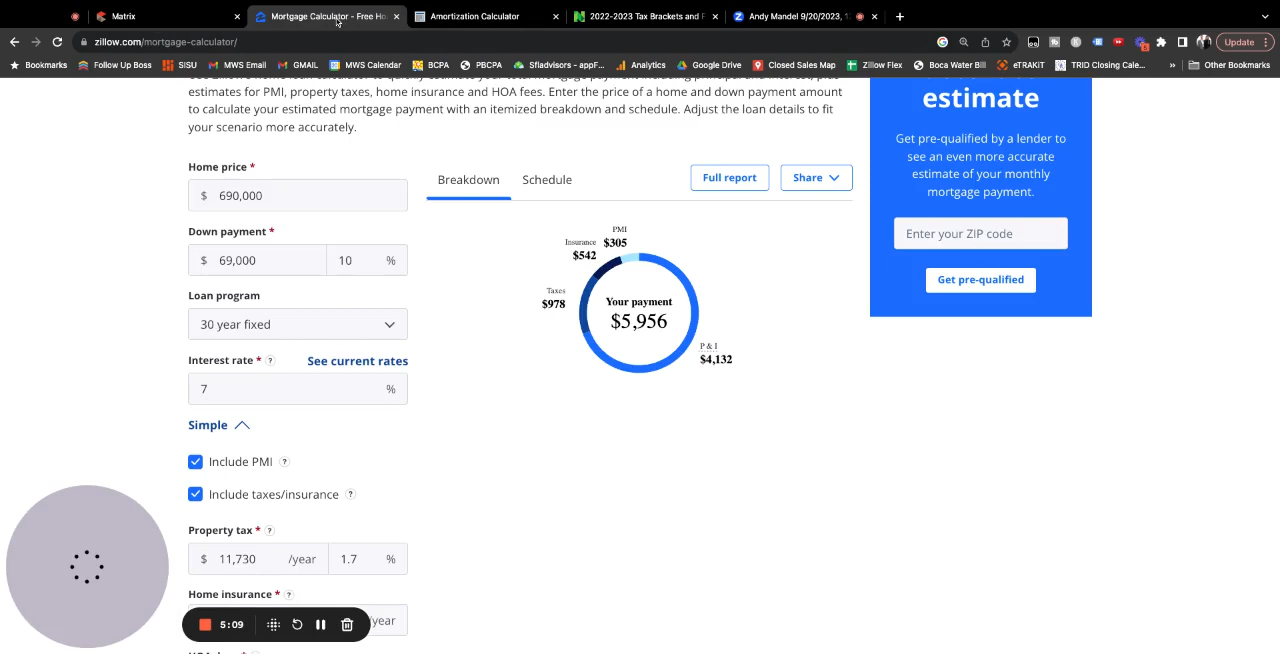 Matrix
Mortgage Calculator - Free Ho
Amortization Calculator
2022-2023 Tax Brackets and F
Andy Mandel 9/20/2023, 1
zillow.com/mortgage-calculator/
Update
Bookmarks
Follow Up Boss
SISU
MWS Email
GMAIL
MWS Calendar
BCPA
PBCPA
Sfladvisors - appF...
Analytics
Google Drive
Closed Sales Map
Zillow Flex
Boca Water Bill
eTRAKiT
TRID Closing Cale...
»
Other Bookmarks
estimates for PMI, property taxes, home insurance and HOA fees. Enter the price of a home and down payment amount
to calculate your estimated mortgage payment with an itemized breakdown and schedule. Adjust the loan details to fit
your scenario more accurately.
estimate
Get pre-qualified by a lender to
see an even more accurate
estimate of your monthly
mortgage payment.
Enter your ZIP code
Get pre-qualified
Home price *
$ 690,000
Down payment *
$ 69,000 10 %
Loan program
30 year fixed
Interest rate * ? See current rates
7 %
Simple
Include PMI ?
Include taxes/insurance ?
Property tax * ?
$ 11,730 /year 1.7 %
Home insurance * ?
/year
Breakdown
Schedule
Full report
Share
PMI
$305
Insurance
$542
Taxes
$978
Your payment
$5,956
P & I
$4,132
5:09